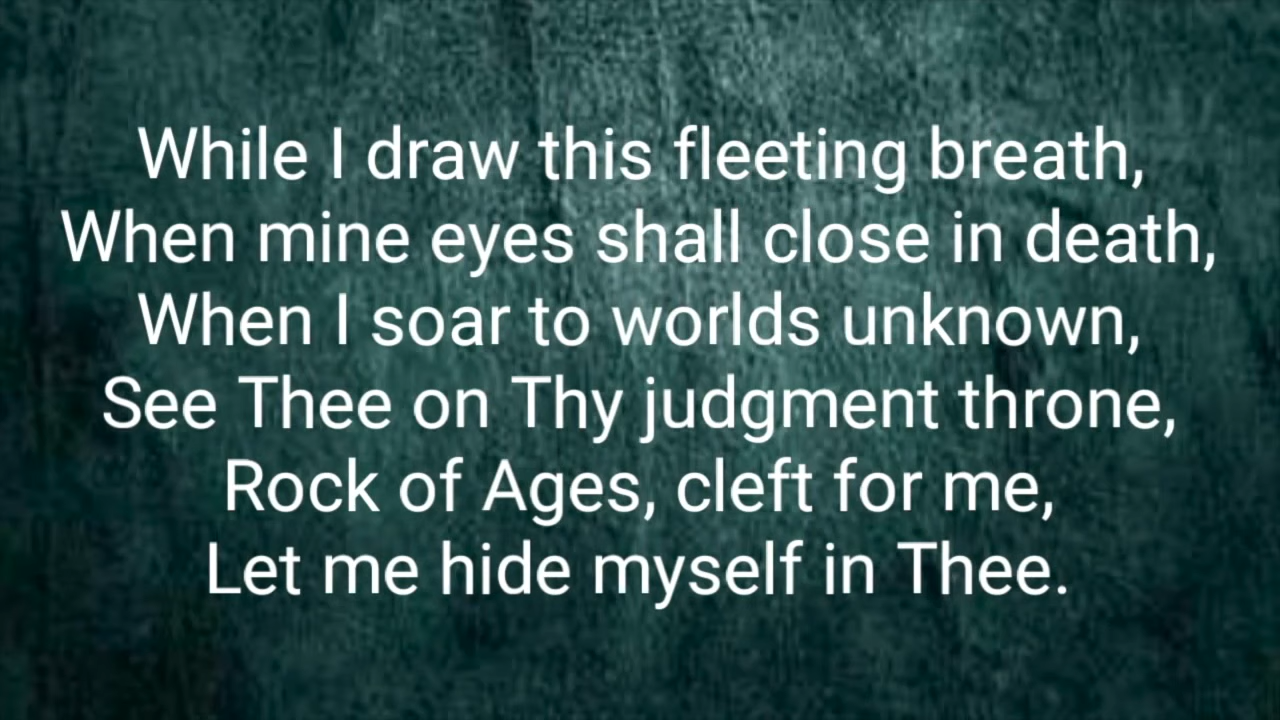 While I draw this fleeting breath,
When mine eyes shall close in death,
When I soar to worlds unknown,
See Thee on Thy judgment throne,
Rock of Ages, cleft for me,
Let me hide myself in Thee.